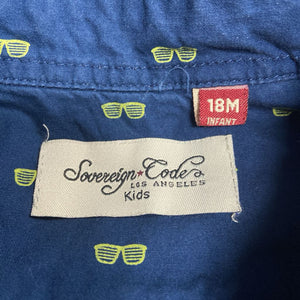 18M
INFANT
Sovereign★Code
LOS ANGELES
Kids